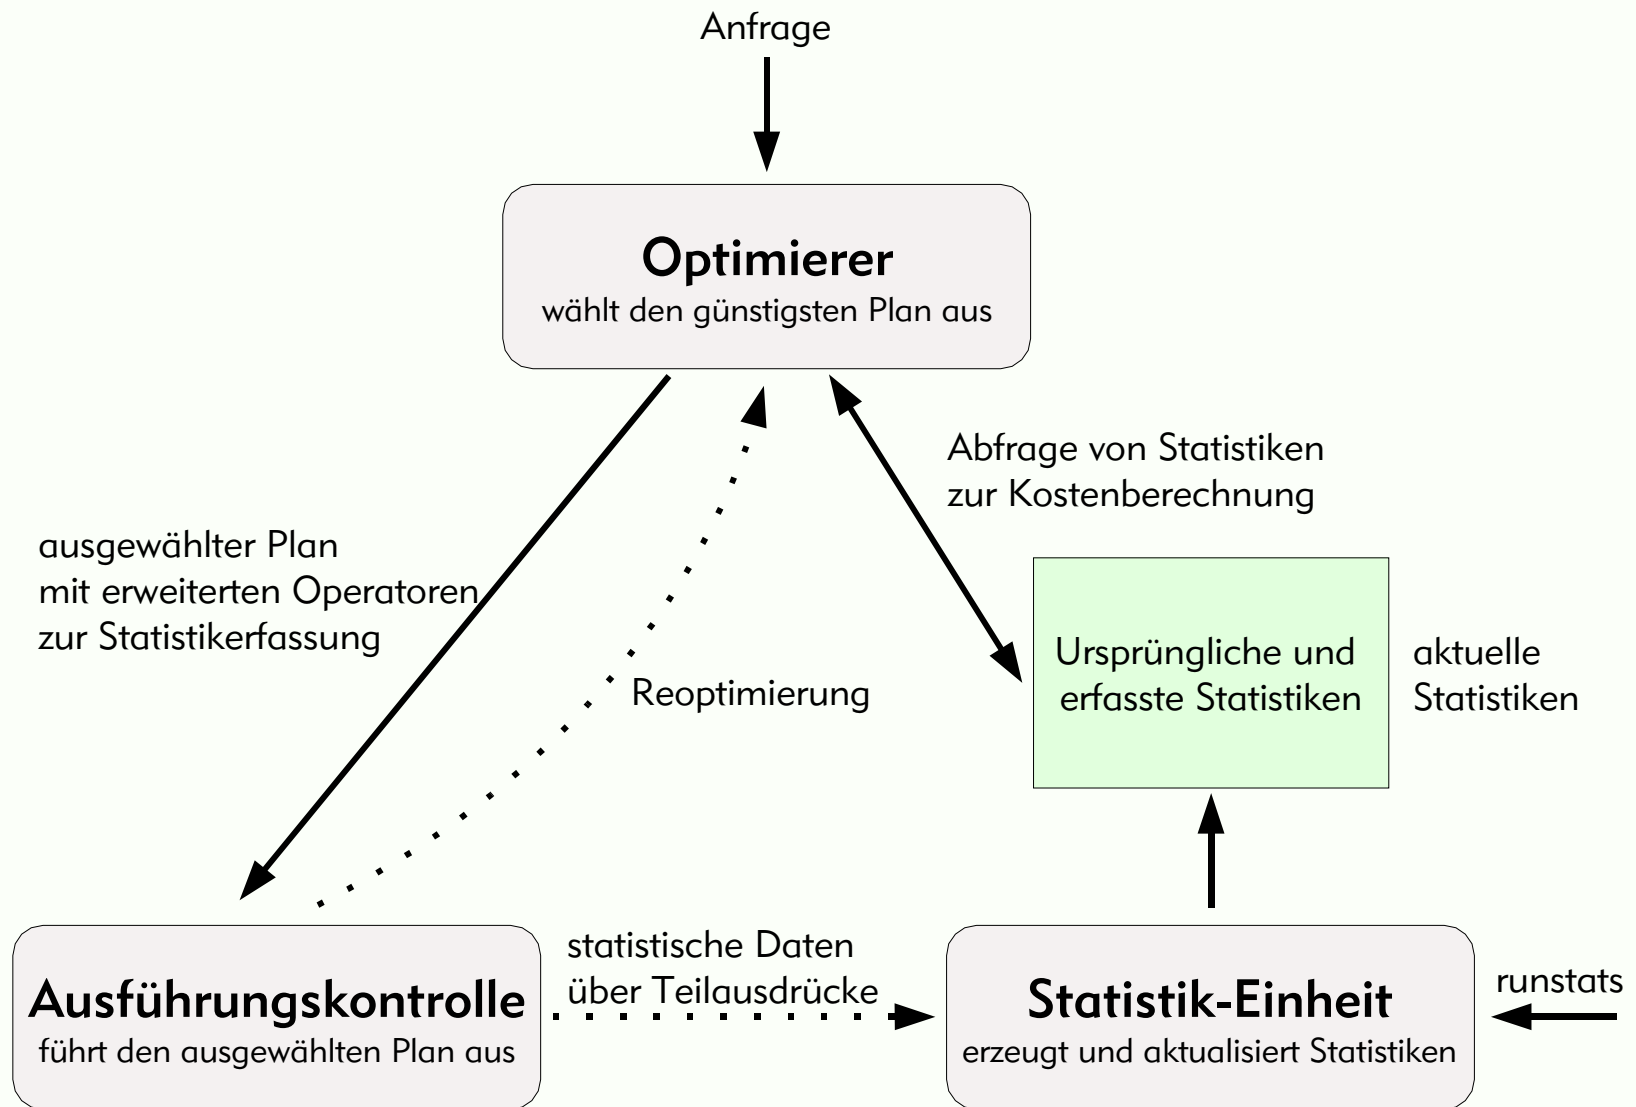 Anfrage
Optimierer
wählt den günstigsten Plan aus
Abfrage von Statistiken
zur Kostenberechnung
ausgewählter Plan
mit erweiterten Operatoren
zur Statistikerfassung
Reoptimierung
Ursprüngliche und
erfasste Statistiken
aktuelle
Statistiken
statistische Daten
über Teilausdrücke
Ausführungskontrolle
führt den ausgewählten Plan aus
Statistik-Einheit
erzeugt und aktualisiert Statistiken
runstats